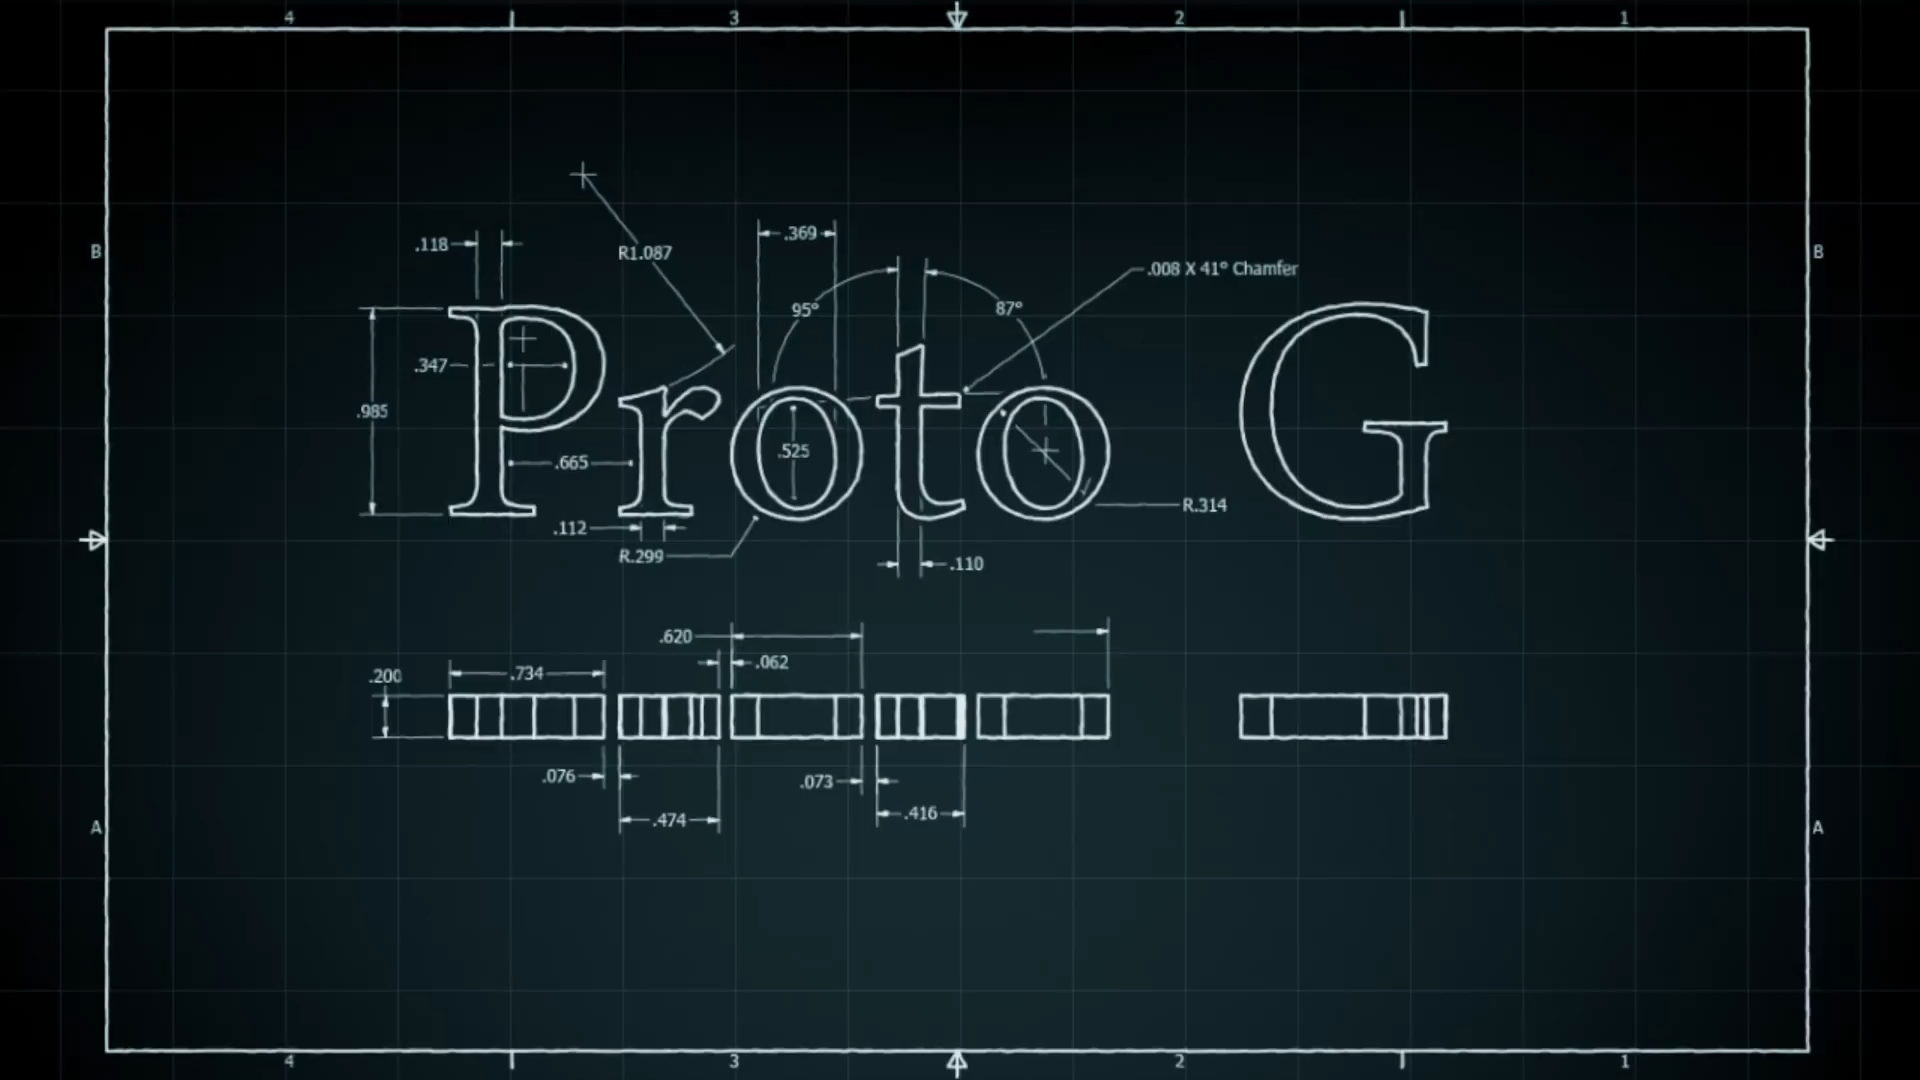 4 3 2 1
B B
.118
R1.087
.369
95°
87°
.008 X 41° Chamfer
.347
.985
Proto G
.665
.525
.112
R.299
R.314
.110
.620
.062
.200
.734
.076
.073
.474
.416
A A
4 3 2 1